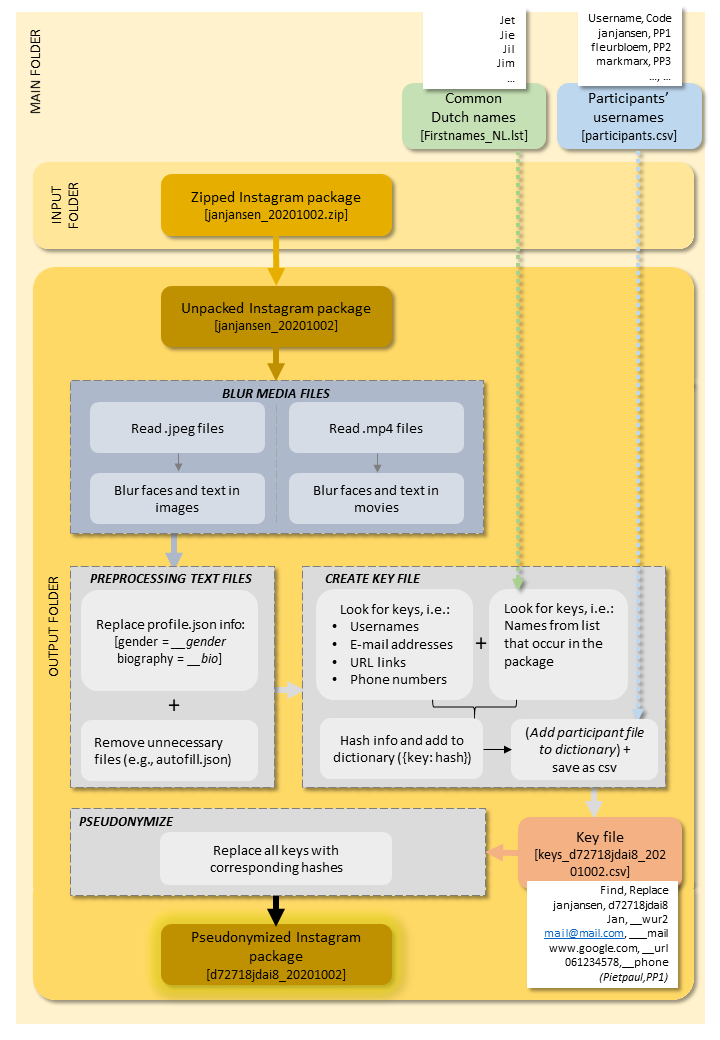 MAIN FOLDER
Jet
Jie
Jil
Jim
...
Username, Code
janjansen, PP1
fleurbloem, PP2
markmarx, PP3
..., ...
Common
Dutch names
[Firstnames_NL.lst]
Participants'
usernames
[participants.csv]
INPUT
FOLDER
Zipped Instagram package
[janjansen_20201002.zip]
OUTPUT FOLDER
Unpacked Instagram package
[janjansen_20201002]
BLUR MEDIA FILES
Read .jpeg files
Read .mp4 files
Blur faces and text in
images
Blur faces and text in
movies
PREPROCESSING TEXT FILES
Replace profile.json info:
[gender = __gender
biography = __bio]
+
Remove unnecessary
files (e.g., autofill.json)
CREATE KEY FILE
Look for keys, i.e.:
• Usernames
• E-mail addresses
• URL links
• Phone numbers
+
Look for keys, i.e.:
Names from list
that occur in the
package
Hash info and add to
dictionary ({key: hash})
(Add participant file
to dictionary) +
save as csv
PSEUDONYMIZE
Replace all keys with
corresponding hashes
Key file
[keys_d72718jdai8_202
01002.csv]
Find, Replace
janjansen, d72718jdai8
Jan, __wur2
mail@mail.com, ___mail
www.google.com, __url
061234578,__phone
(Pietpaul,PP1)
Pseudonymized Instagram
package
[d72718jdai8_20201002]